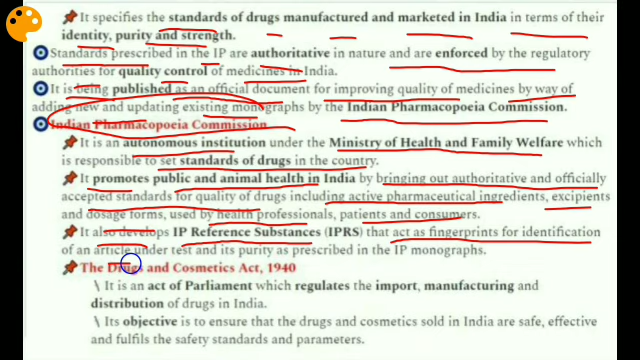 It specifies the standards of drugs manufactured and marketed in India in terms of their
identity, purity and strength.
Standards prescribed in the IP are authoritative in nature and are enforced by the regulatory
authorities for quality control of medicines in India.
It is being published as an official document for improving quality of medicines by way of
adding new and updating existing monographs by the Indian Pharmacopoeia Commission.
Indian Pharmacopoeia Commission
It is an autonomous institution under the Ministry of Health and Family Welfare which
is responsible to set standards of drugs in the country.
It promotes public and animal health in India by bringing out authoritative and officially
accepted standards for quality of drugs including active pharmaceutical ingredients, excipients
and dosage forms, used by health professionals, patients and consumers.
It also develops IP Reference Substances (IPRS) that act as fingerprints for identification
of an article under test and its purity as prescribed in the IP monographs.
The Drugs and Cosmetics Act, 1940
\ It is an act of Parliament which regulates the import, manufacturing and
distribution of drugs in India.
\ Its objective is to ensure that the drugs and cosmetics sold in India are safe, effective
and fulfils the safety standards and parameters.